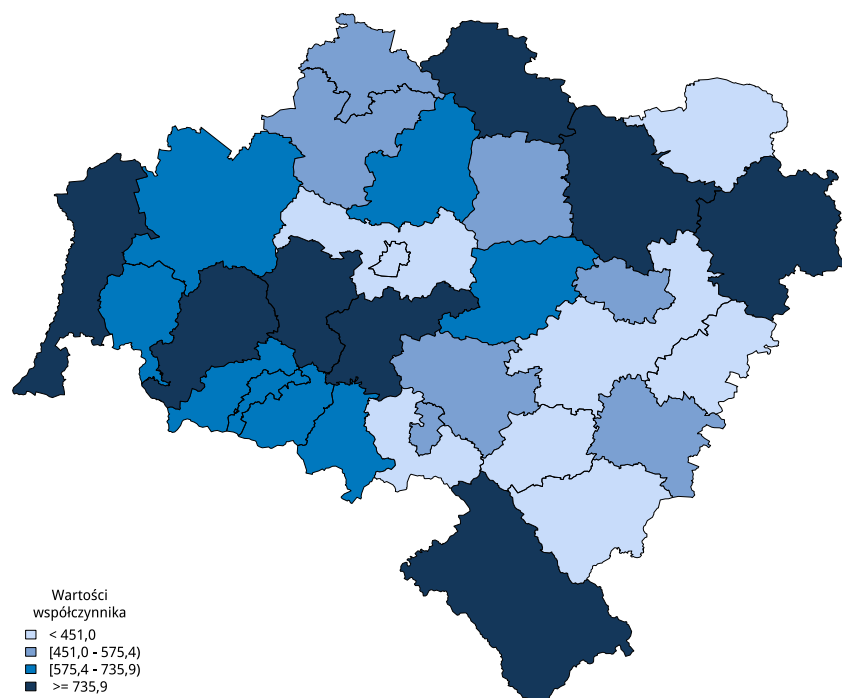 Wartości
współczynnika
< 451,0
[451,0 - 575,4)
[575,4 - 735,9)
>= 735,9